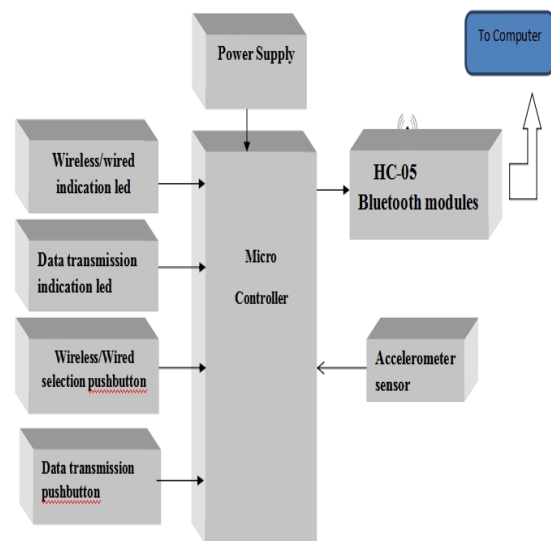 To Computer
Power Supply
Wireless/wired
indication led
HC-05
Bluetooth modules
Data transmission
indication led
Micro
Controller
Wireless/Wired
selection pushbutton
Accelerometer
sensor
Data transmission
pushbutton